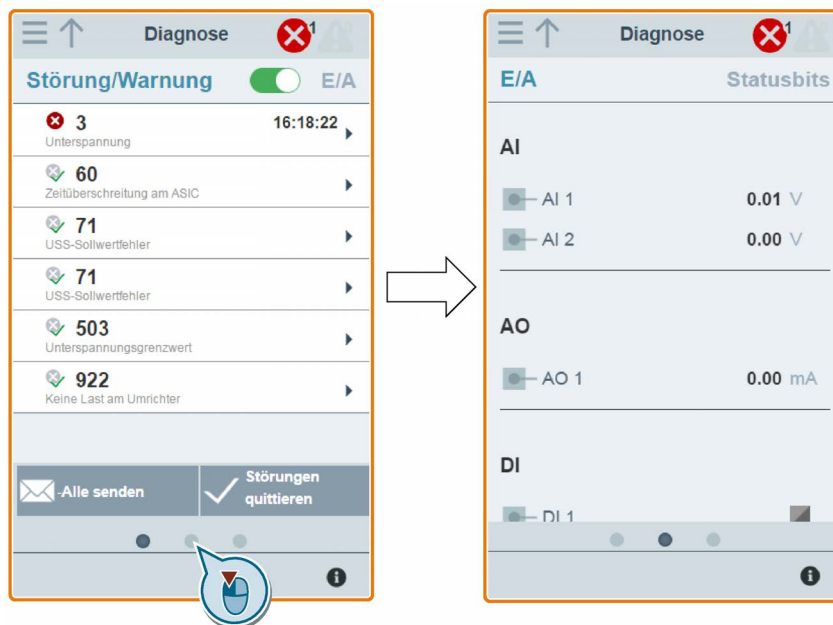 Diagnose
1
Störung/Warnung
E/A
3
16:18:22
Unterspannung
60
Zeitüberschreitung am ASIC
71
USS-Sollwertfehler
71
USS-Sollwertfehler
503
Unterspannungsgrenzwert
922
Keine Last am Umrichter
-Alle senden
Störungen
quittieren
Diagnose
1
E/A
Statusbits
AI
AI 1 0.01 V
AI 2 0.00 V
AO
AO 1 0.00 mA
DI
DI 1